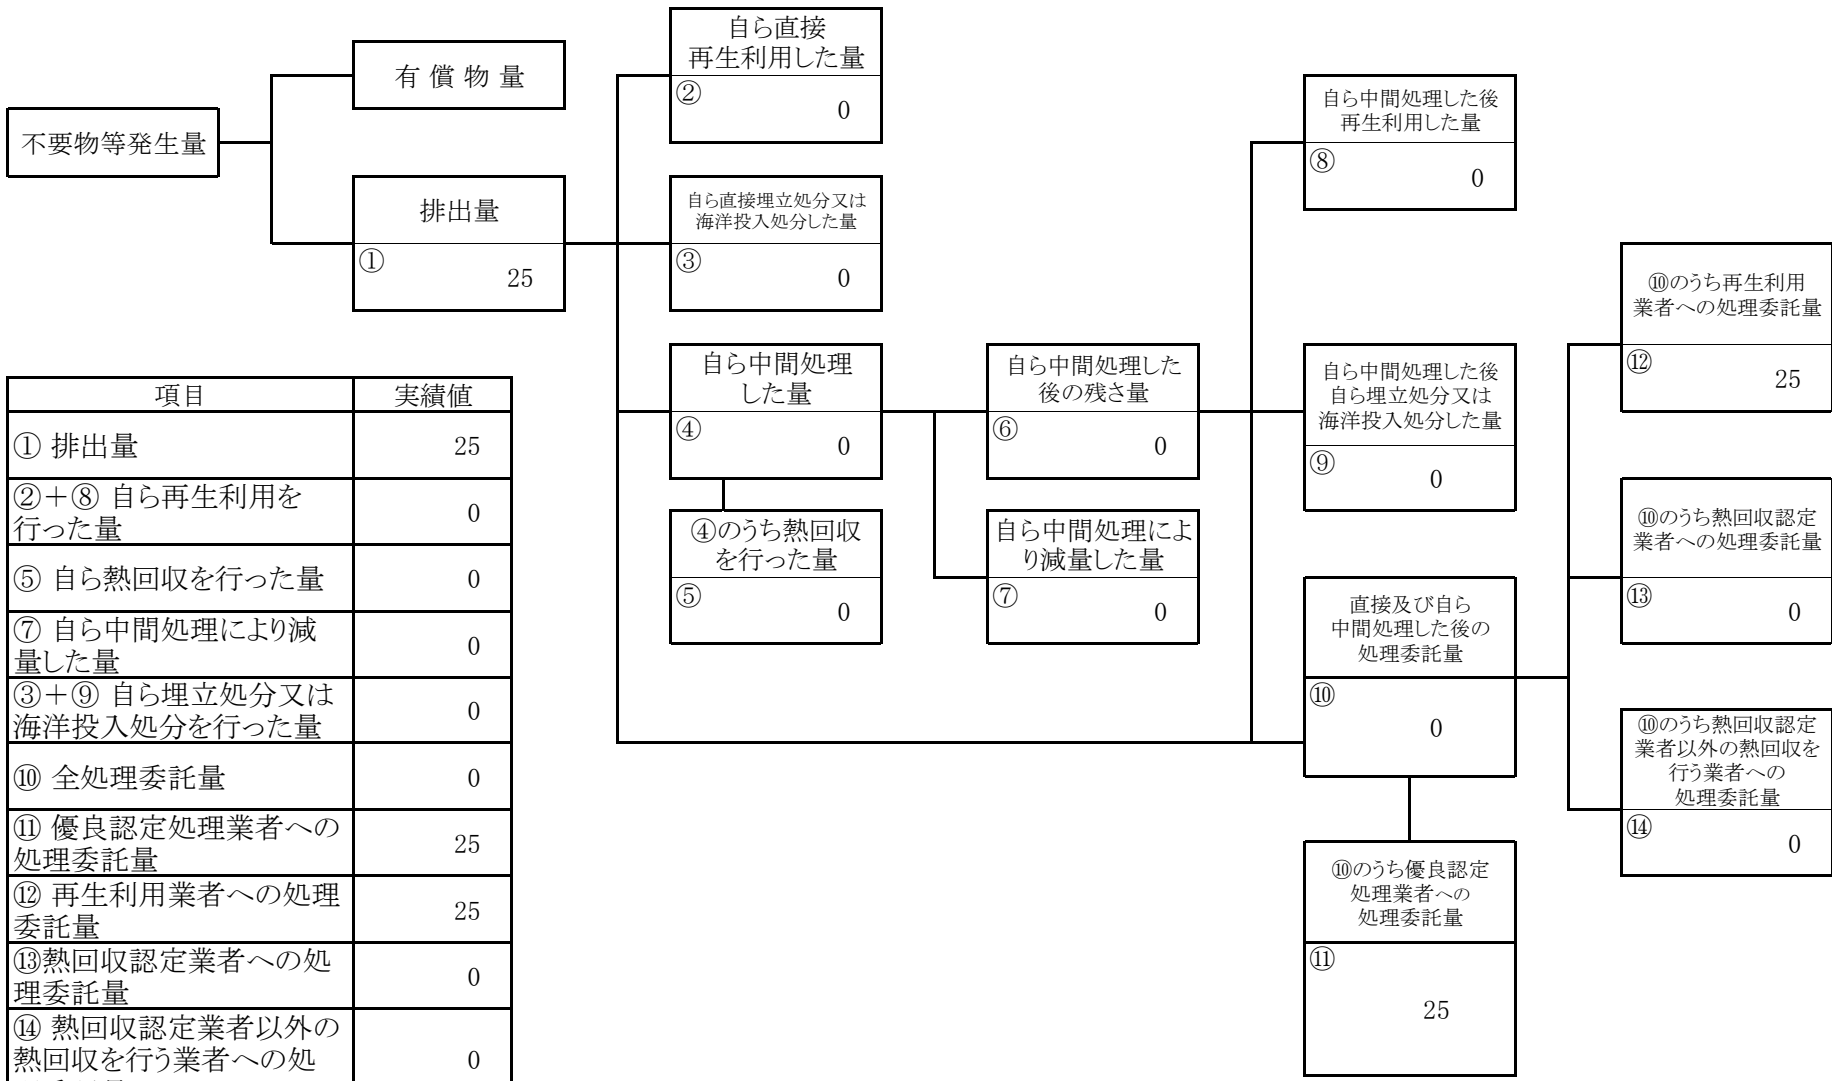 不要物等発生量
有償物量
排出量
①
25
自ら直接
再生利用した量
②
0
自ら直接埋立処分又は
海洋投入処分した量
③
0
自ら中間処理
した量
④
0
④のうち熱回収
を行った量
⑤
0
自ら中間処理した
後の残さ量
⑥
0
自ら中間処理によ
り減量した量
⑦
0
自ら中間処理した後
再生利用した量
⑧
0
自ら中間処理した後
自ら埋立処分又は
海洋投入処分した量
⑨
0
直接及び自ら
中間処理した後の
処理委託量
⑩
0
⑩のうち優良認定
処理業者への
処理委託量
⑪
25
⑩のうち再生利用
業者への処理委託量
⑫
25
⑩のうち熱回収認定
業者への処理委託量
⑬
0
⑩のうち熱回収認定
業者以外の熱回収を
行う業者への
処理委託量
⑭
0
項目 実績値
① 排出量 25
②＋⑧ 自ら再生利用を
行った量 0
⑤ 自ら熱回収を行った量 0
⑦ 自ら中間処理により減
量した量 0
③＋⑨ 自ら埋立処分又は
海洋投入処分を行った量 0
⑩ 全処理委託量 0
⑪ 優良認定処理業者への
処理委託量 25
⑫ 再生利用業者への処理
委託量 25
⑬熱回収認定業者への処
理委託量 0
⑭ 熱回収認定業者以外の
熱回収を行う業者への処 0